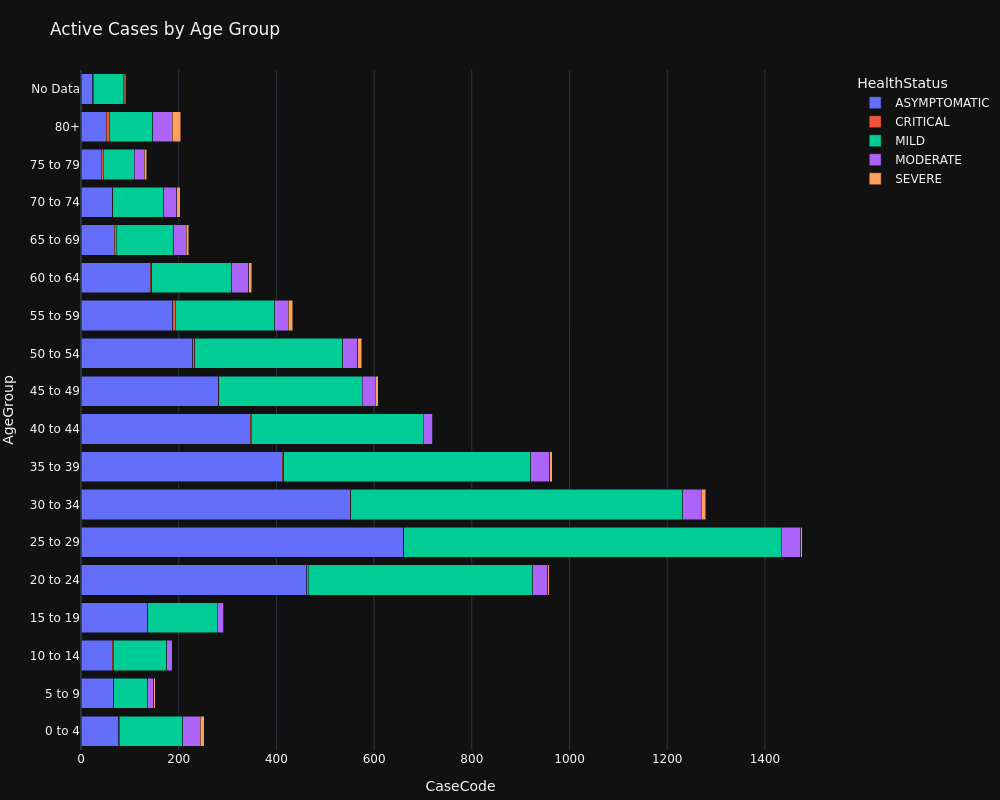 Active Cases by Age Group
HealthStatus
ASYMPTOMATIC
CRITICAL
MILD
MODERATE
SEVERE
AgeGroup
No Data
80+
75 to 79
70 to 74
65 to 69
60 to 64
55 to 59
50 to 54
45 to 49
40 to 44
35 to 39
30 to 34
25 to 29
20 to 24
15 to 19
10 to 14
5 to 9
0 to 4
0 200 400 600 800 1000 1200 1400
CaseCode